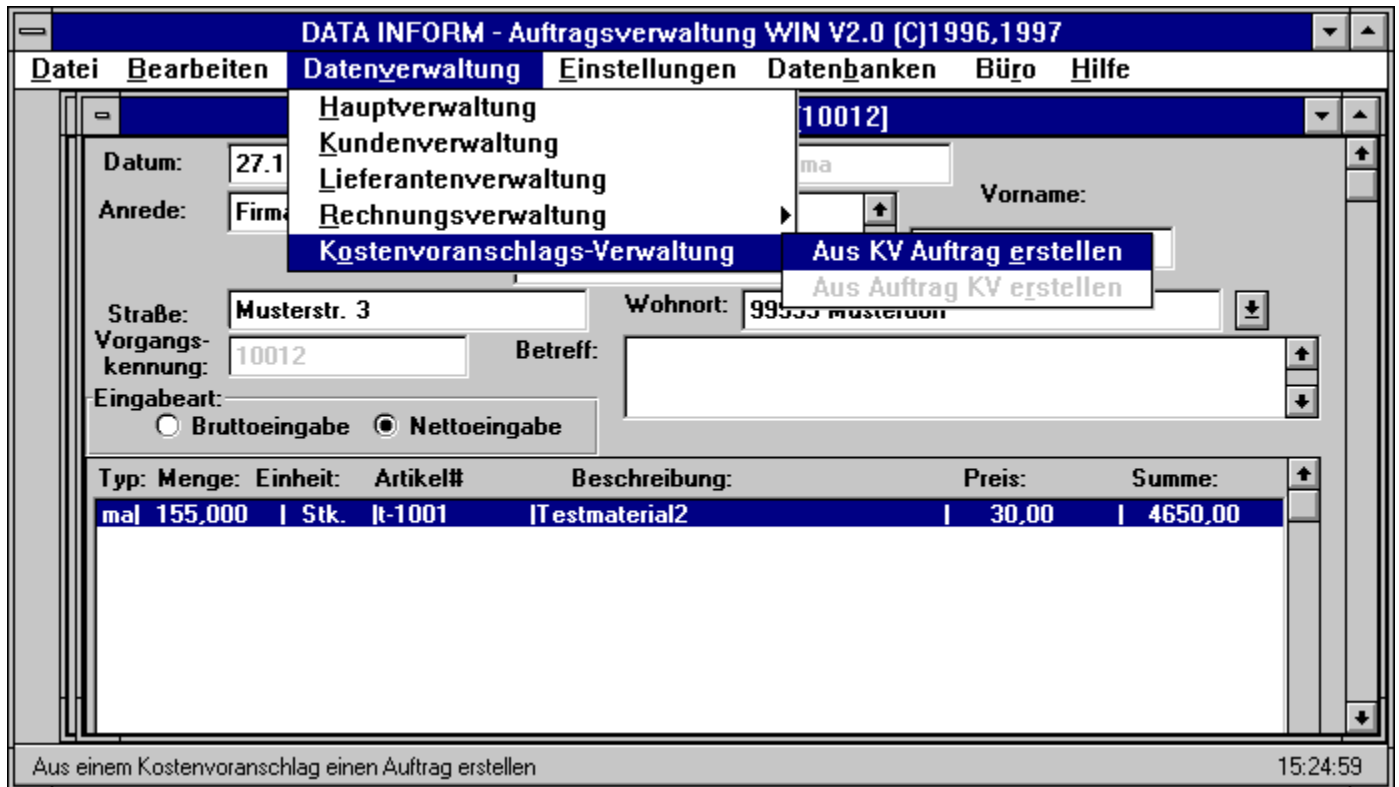 DATA INFORM - Auftragsverwaltung WIN V2.0 (C)1996,1997
Datei Bearbeiten Datenverwaltung Einstellungen Datenbanken Büro Hilfe
Hauptverwaltung
Kundenverwaltung
Lieferantenverwaltung
Rechnungsverwaltung
Kostenvoranschlags-Verwaltung
Aus KV Auftrag erstellen
Aus Auftrag KV erstellen
10012]
Datum: 27.1
Anrede: Firma
Vorname:
Straße: Musterstr. 3 Wohnort: 99555 Musterdorf
Vorgangs-
kennung: 10012 Betreff:
Eingabeart:
Bruttoeingabe Nettoeingabe
Typ: Menge: Einheit: Artikel# Beschreibung: Preis: Summe:
ma| 155,000 | Stk. |t-1001 |Testmaterial2 | 30,00 | 4650,00
Aus einem Kostenvoranschlag einen Auftrag erstellen 15:24:59